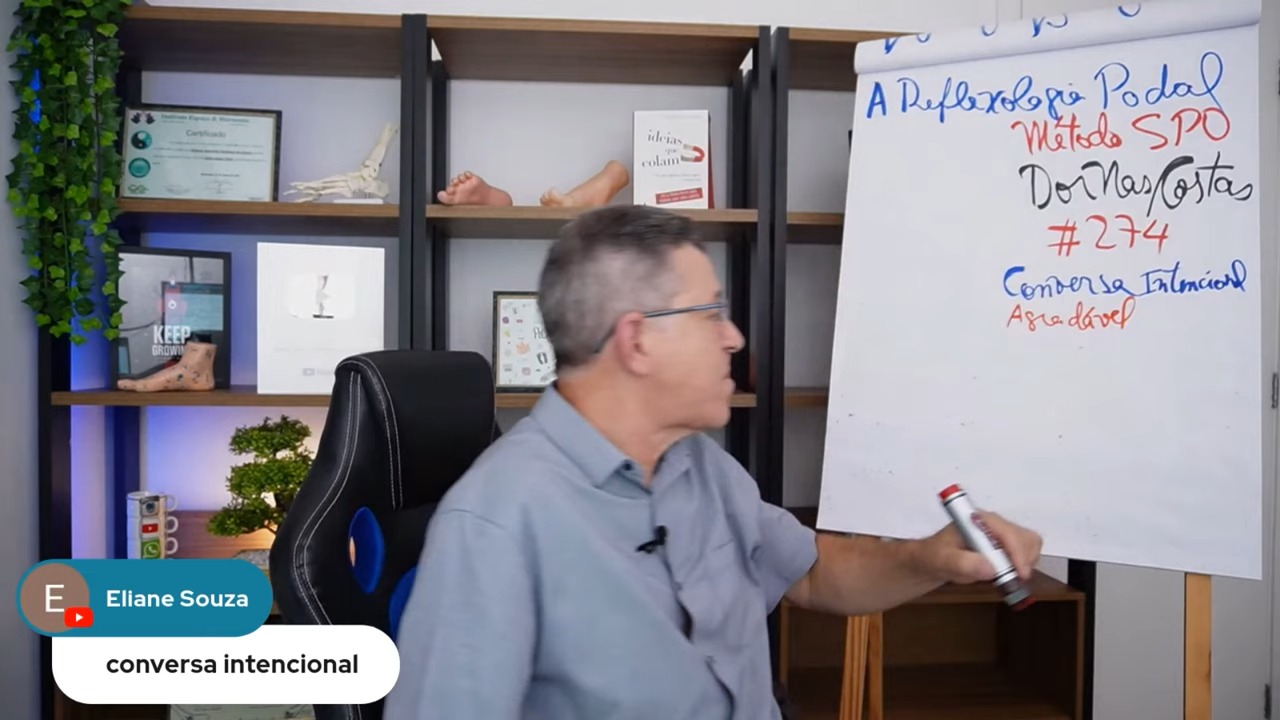 A Reflexologia Podal
Método SPO
Dor Nas Costas
#274
Conversa Intencional
Agradável
Certificado
ideias
que
colam
KEEP
GROWING
E
Eliane Souza
conversa intencional